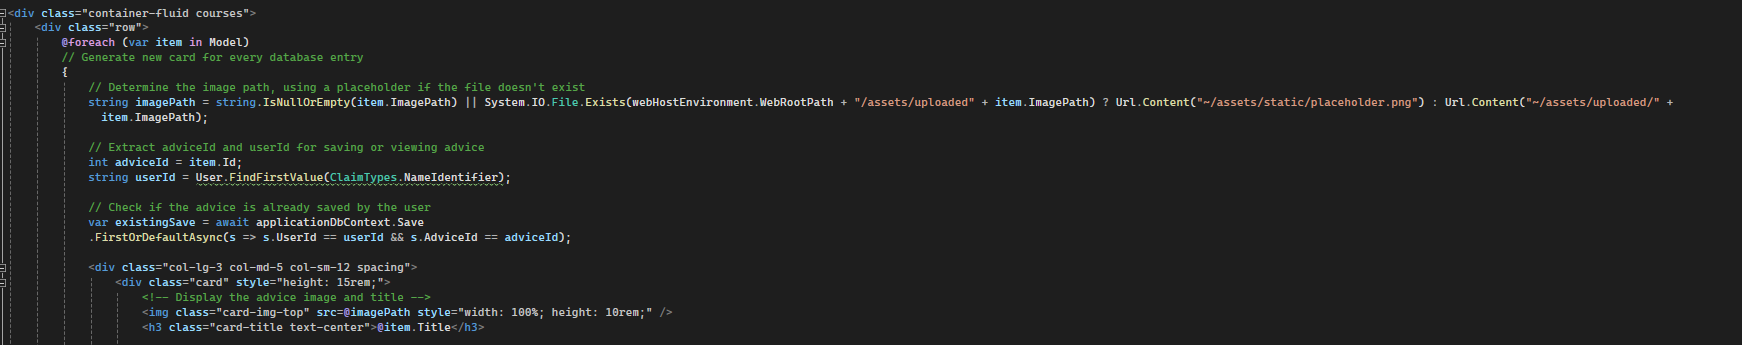 <div class="container-fluid courses">
<div class="row">
@foreach (var item in Model)
// Generate new card for every database entry
{
// Determine the image path, using a placeholder if the file doesn't exist
string imagePath = string.IsNullOrEmpty(item.ImagePath) || System.IO.File.Exists(webHostEnvironment.WebRootPath + "/assets/uploaded" + item.ImagePath) ? Url.Content("~/assets/static/placeholder.png") : Url.Content("~/assets/uploaded/" +
item.ImagePath);
// Extract adviceId and userId for saving or viewing advice
int adviceId = item.Id;
string userId = User.FindFirstValue(ClaimTypes.NameIdentifier);
// Check if the advice is already saved by the user
var existingSave = await applicationDbContext.Save
.FirstOrDefaultAsync(s => s.UserId == userId && s.AdviceId == adviceId);
<div class="col-lg-3 col-md-5 col-sm-12 spacing">
<div class="card" style="height: 15rem;">
<!-- Display the advice image and title -->
<img class="card-img-top" src=@imagePath style="width: 100%; height: 10rem;" />
<h3 class="card-title text-center">@item.Title</h3>